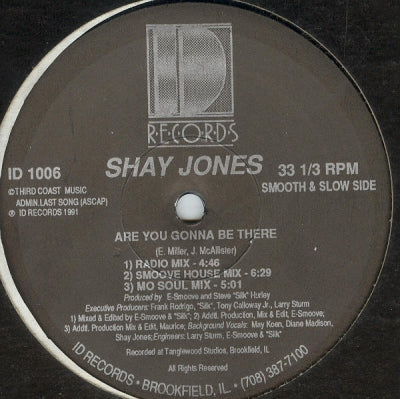 ID
R·E·C·O·R·D·S
ID 1006
SHAY JONES
33 1/3 RPM
©THIRD COAST MUSIC
ADMIN.LAST SONG (ASCAP)
℗ ID RECORDS 1991
SMOOTH & SLOW SIDE
ARE YOU GONNA BE THERE
(E. Miller, J. McAllister)
1) RADIO MIX - 4:46
2) SMOOVE HOUSE MIX - 6:29
3) MO SOUL MIX - 5:01
Produced by E-Smoove and Steve "Silk" Hurley
Executive Producers: Frank Rodrigo, "Silk", Tony Calloway Jr., Larry Sturm
1) Mixed & Edited by E-Smoove & "Silk"; 2) Addtl. Production, Mix & Edit, E-Smoove;
3) Addtl. Production Mix & Edit, Maurice; Background Vocals: May Keen, Diane Madison,
Shay Jones; Engineers: Larry Sturm, E-Smoove & "Silk"
Recorded at Tanglewood Studios, Brookfield, IL
ID RECORDS • BROOKFIELD, IL • (708) 387-7100